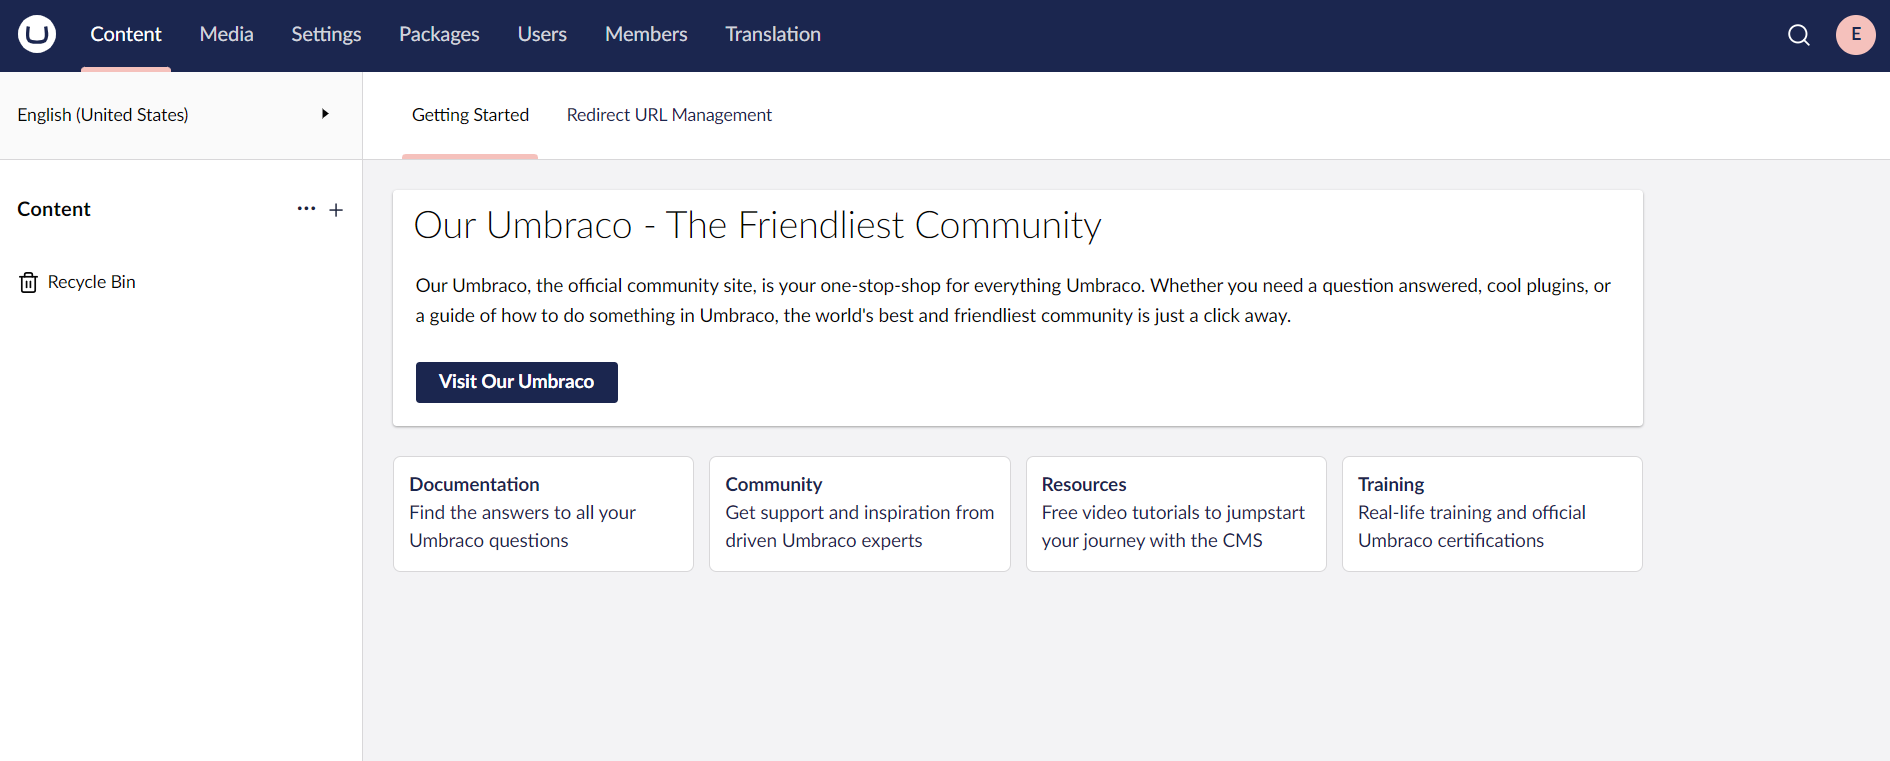 Content Media Settings Packages Users Members Translation E
English (United States)
Getting Started Redirect URL Management
Content
Recycle Bin
Our Umbraco - The Friendliest Community
Our Umbraco, the official community site, is your one-stop-shop for everything Umbraco. Whether you need a question answered, cool plugins, or
a guide of how to do something in Umbraco, the world's best and friendliest community is just a click away.
Visit Our Umbraco
Documentation
Find the answers to all your
Umbraco questions
Community
Get support and inspiration from
driven Umbraco experts
Resources
Free video tutorials to jumpstart
your journey with the CMS
Training
Real-life training and official
Umbraco certifications